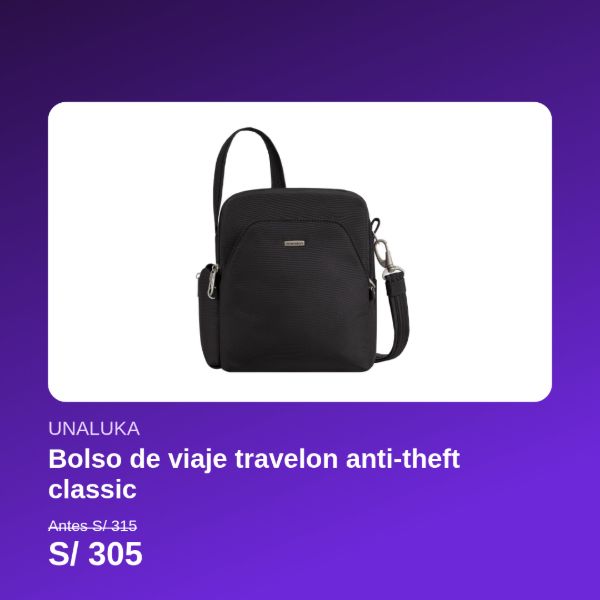 UNALUKA
Bolso de viaje travelon anti-theft
classic
Antes S/ 315
S/ 305